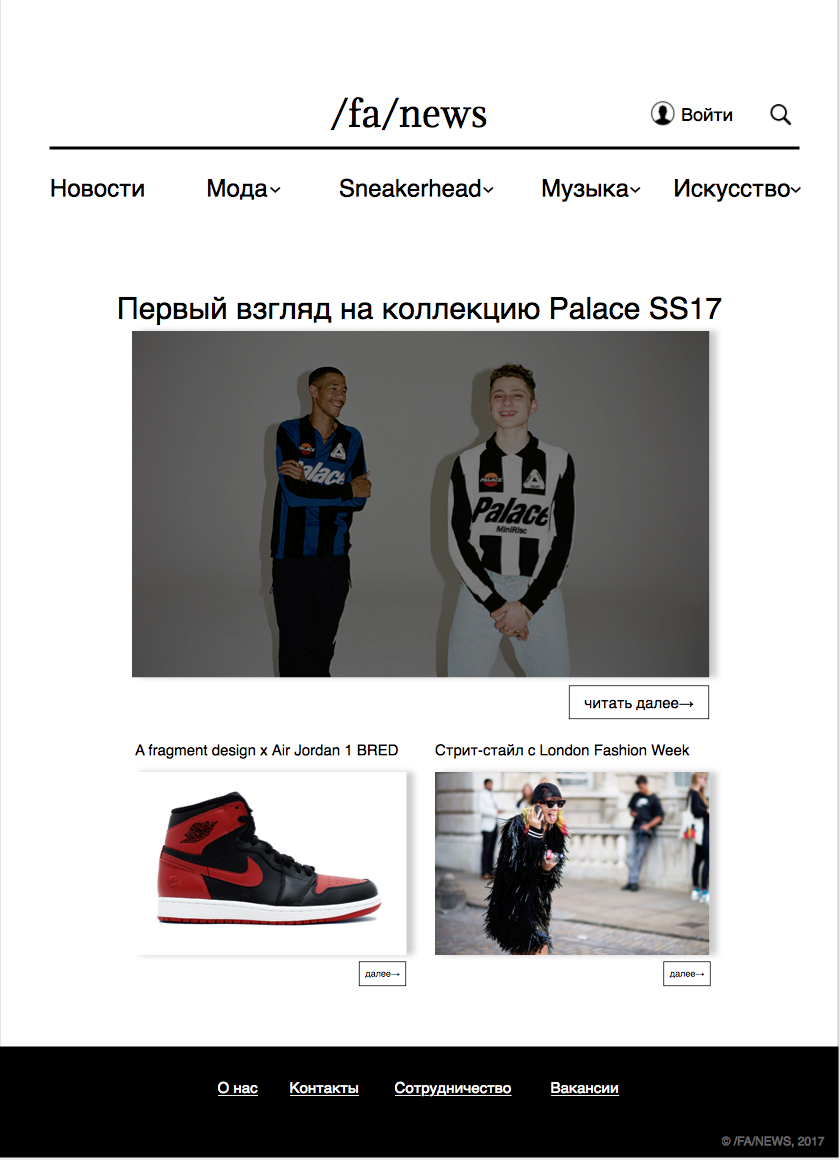 /fa/news
Войти
Новости Мода Sneakerhead Музыка Искусство
Первый взгляд на коллекцию Palace SS17
PALACE
Palace
PALACE
Palace
MiniRisc
читать далее→
A fragment design x Air Jordan 1 BRED
Стрит-стайл с London Fashion Week
далее→
далее→
О нас Контакты Сотрудничество Вакансии
© /FA/NEWS, 2017